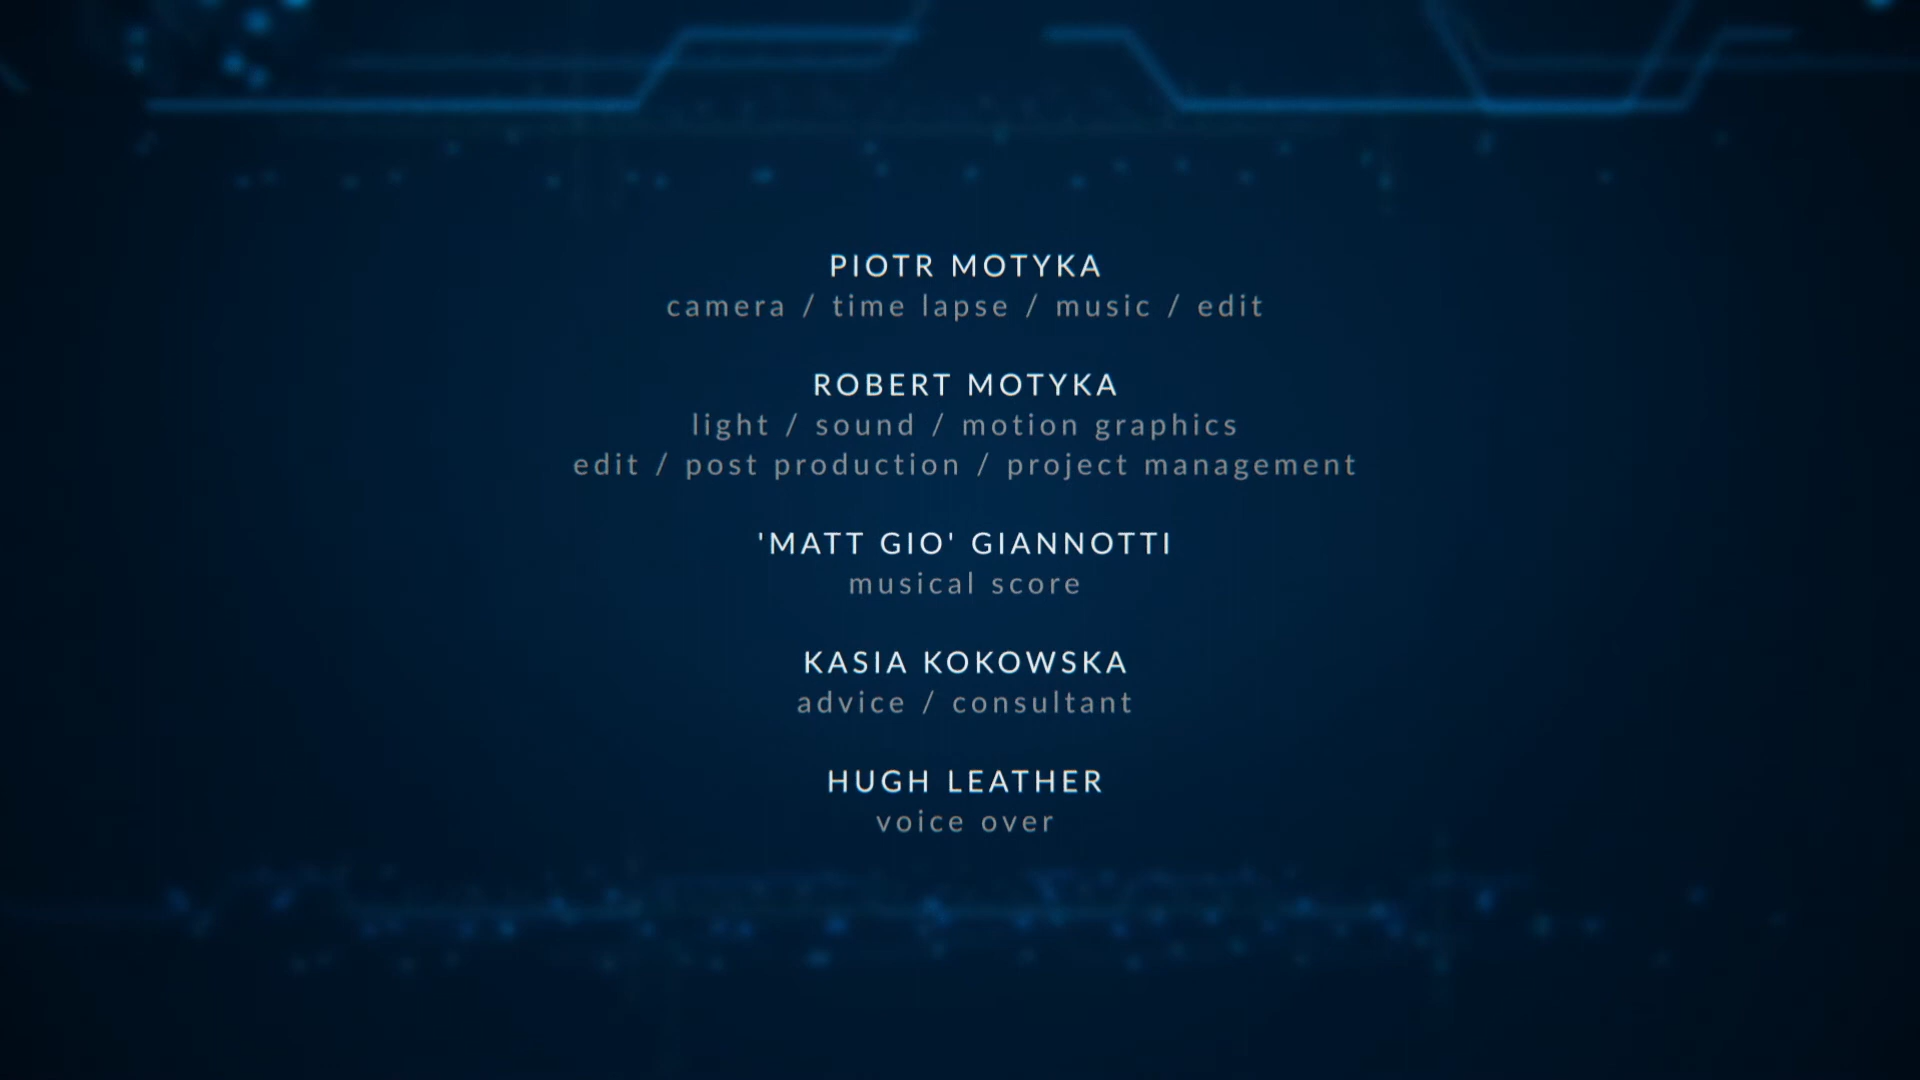 PIOTR MOTYKA
camera / time lapse / music / edit
ROBERT MOTYKA
light / sound / motion graphics
edit / post production / project management
'MATT GIO' GIANNOTTI
musical score
KASIA KOKOWSKA
advice / consultant
HUGH LEATHER
voice over